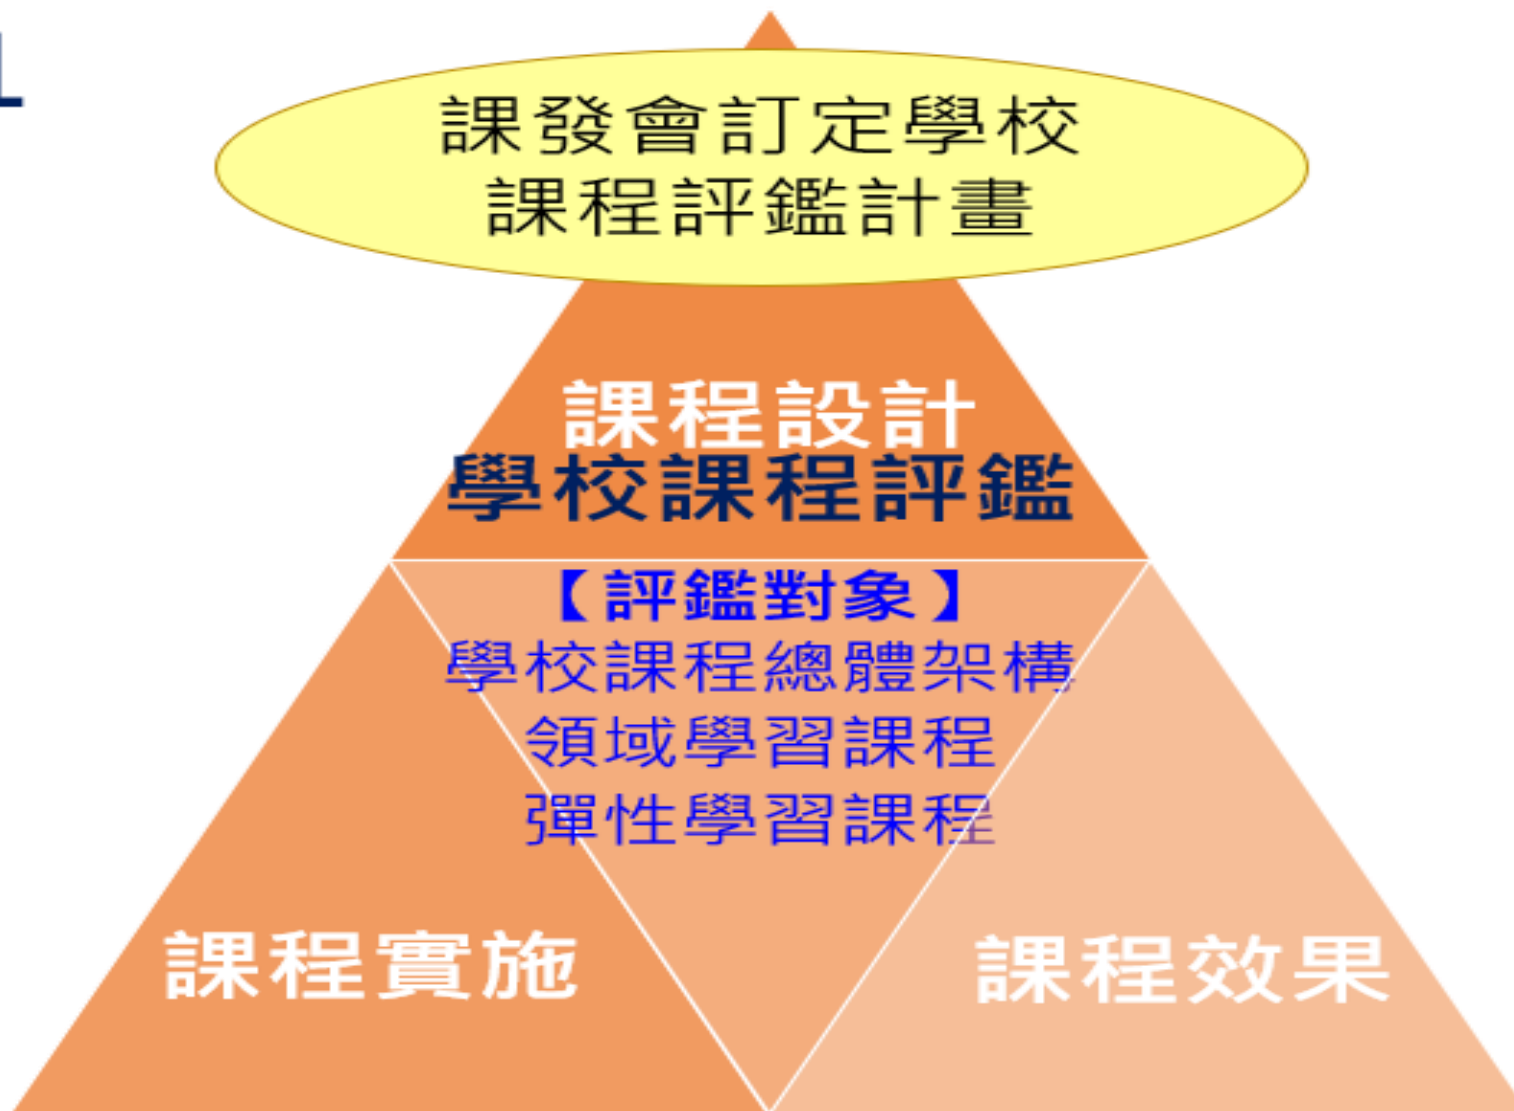 課發會訂定學校
課程評鑑計畫
課程設計
學校課程評鑑
【評鑑對象】
學校課程總體架構
領域學習課程
彈性學習課程
課程實施
課程效果